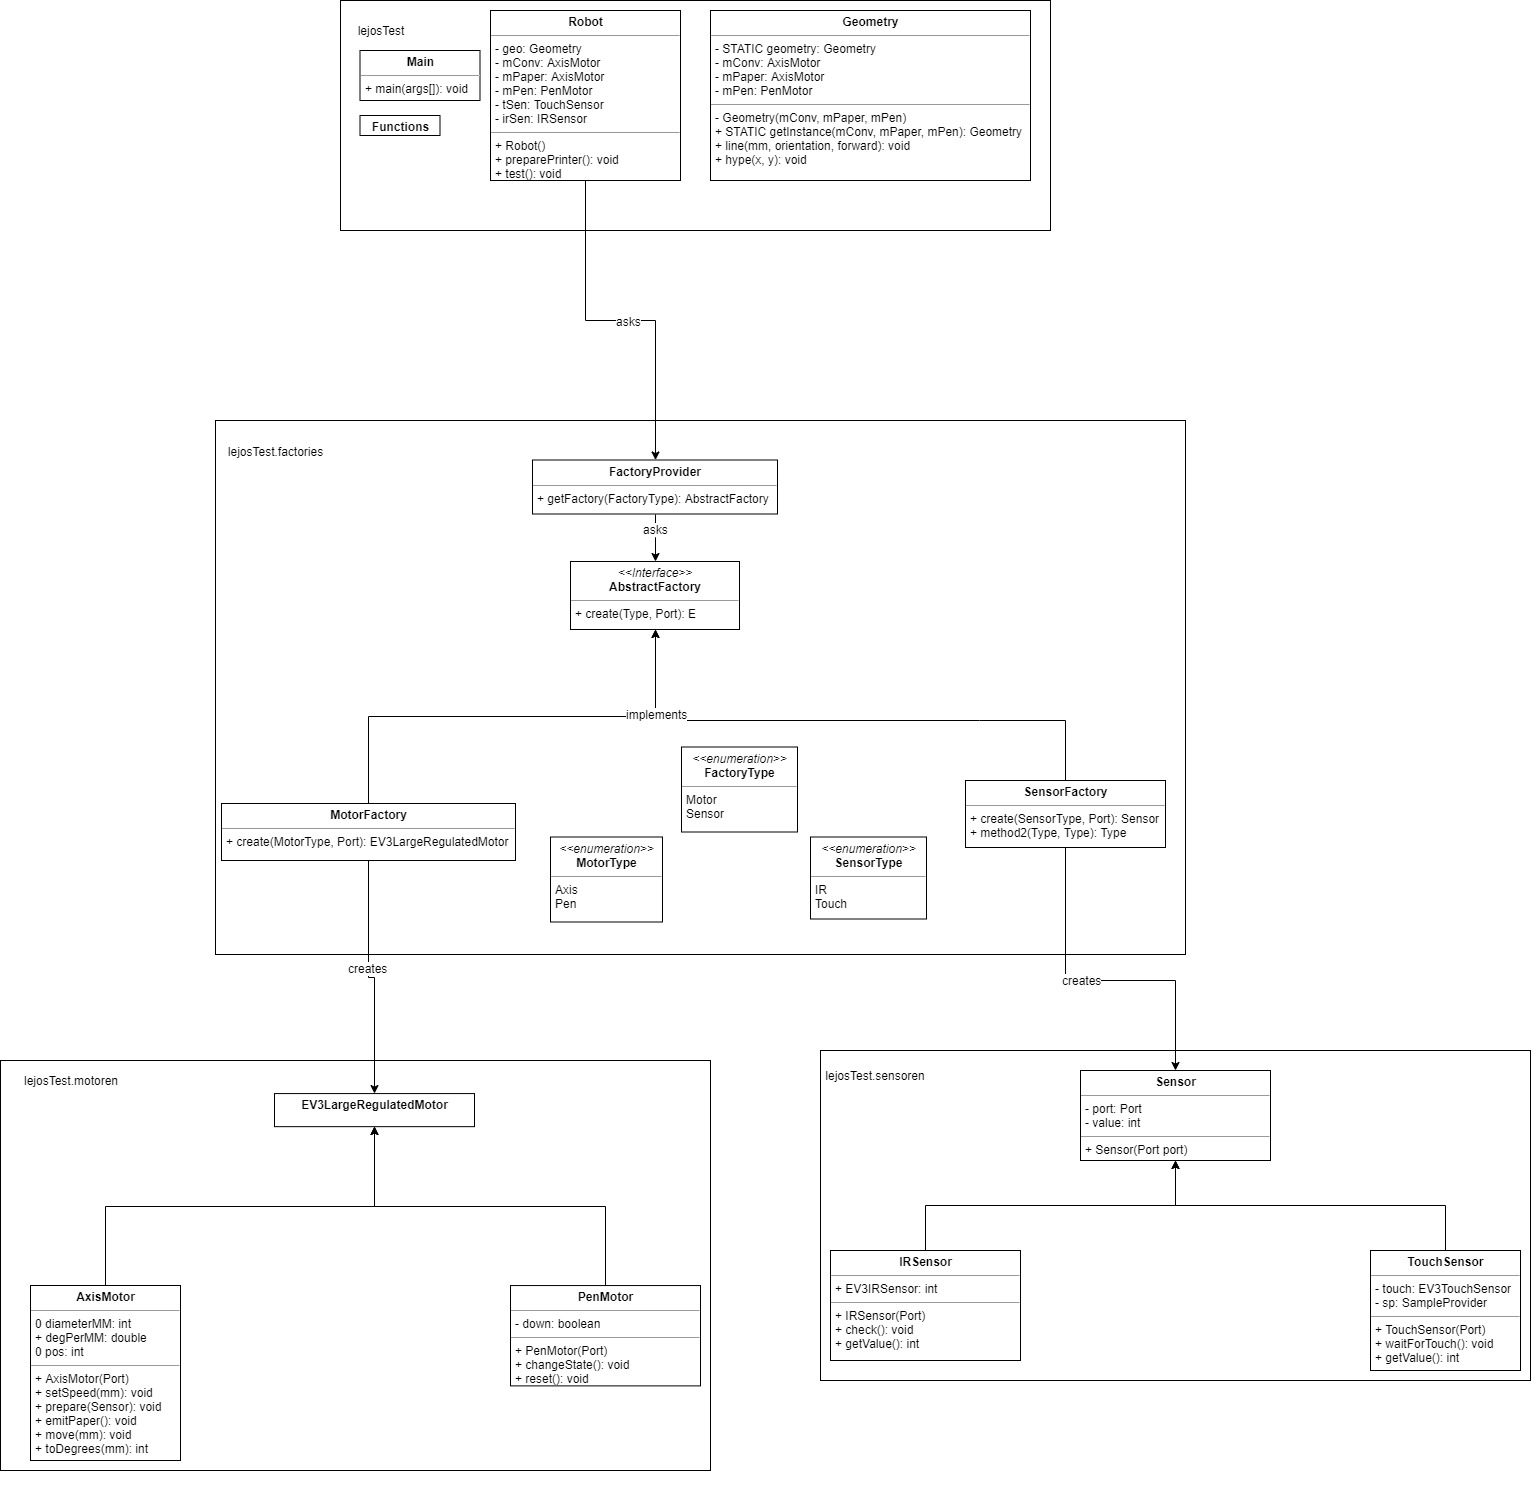 lejosTest
Main
+ main(args[]): void
Functions
Robot
- geo: Geometry
- mConv: AxisMotor
- mPaper: AxisMotor
- mPen: PenMotor
- tSen: TouchSensor
- irSen: IRSensor
+ Robot()
+ preparePrinter(): void
+ test(): void
Geometry
- STATIC geometry: Geometry
- mConv: AxisMotor
- mPaper: AxisMotor
- mPen: PenMotor
- Geometry(mConv, mPaper, mPen)
+ STATIC getInstance(mConv, mPaper, mPen): Geometry
+ line(mm, orientation, forward): void
+ hype(x, y): void
asks
lejosTest.factories
FactoryProvider
+ getFactory(FactoryType): AbstractFactory
asks
<<Interface>>
AbstractFactory
+ create(Type, Port): E
implements
<<enumeration>>
FactoryType
Motor
Sensor
MotorFactory
+ create(MotorType, Port): EV3LargeRegulatedMotor
<<enumeration>>
MotorType
Axis
Pen
<<enumeration>>
SensorType
IR
Touch
SensorFactory
+ create(SensorType, Port): Sensor
+ method2(Type, Type): Type
creates
creates
lejosTest.motoren
EV3LargeRegulatedMotor
AxisMotor
0 diameterMM: int
+ degPerMM: double
0 pos: int
+ AxisMotor(Port)
+ setSpeed(mm): void
+ prepare(Sensor): void
+ emitPaper(): void
+ move(mm): void
+ toDegrees(mm): int
PenMotor
- down: boolean
+ PenMotor(Port)
+ changeState(): void
+ reset(): void
lejosTest.sensoren
Sensor
- port: Port
- value: int
+ Sensor(Port port)
IRSensor
+ EV3IRSensor: int
+ IRSensor(Port)
+ check(): void
+ getValue(): int
TouchSensor
- touch: EV3TouchSensor
- sp: SampleProvider
+ TouchSensor(Port)
+ waitForTouch(): void
+ getValue(): int